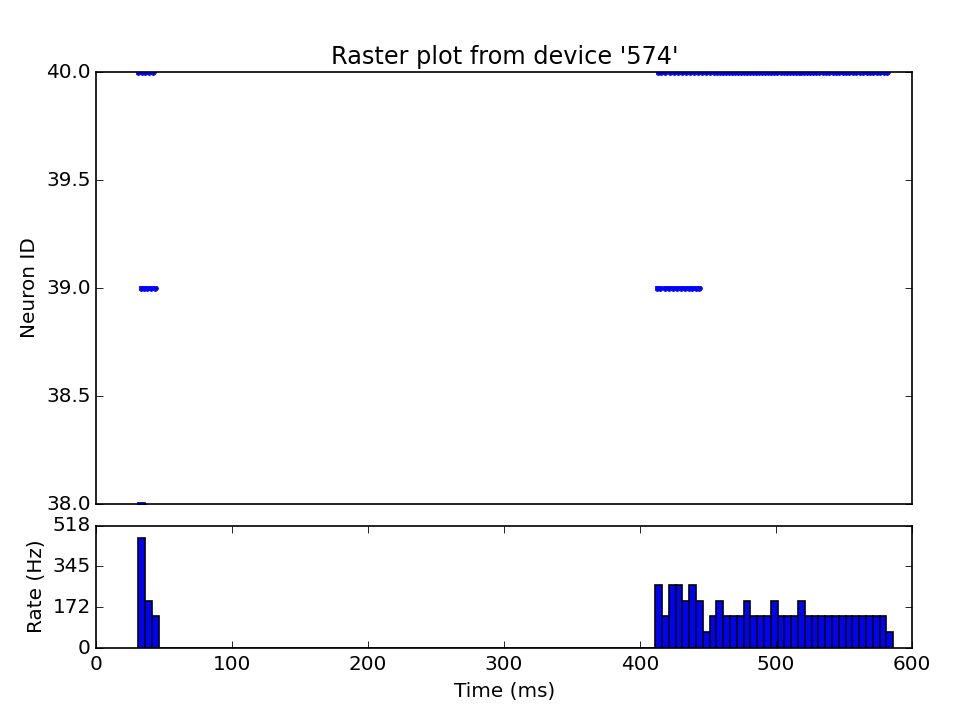 Raster plot from device '574'
40.0
39.5
39.0
38.5
38.0
Neuron ID
518
345
172
0
Rate (Hz)
0 100 200 300 400 500 600
Time (ms)